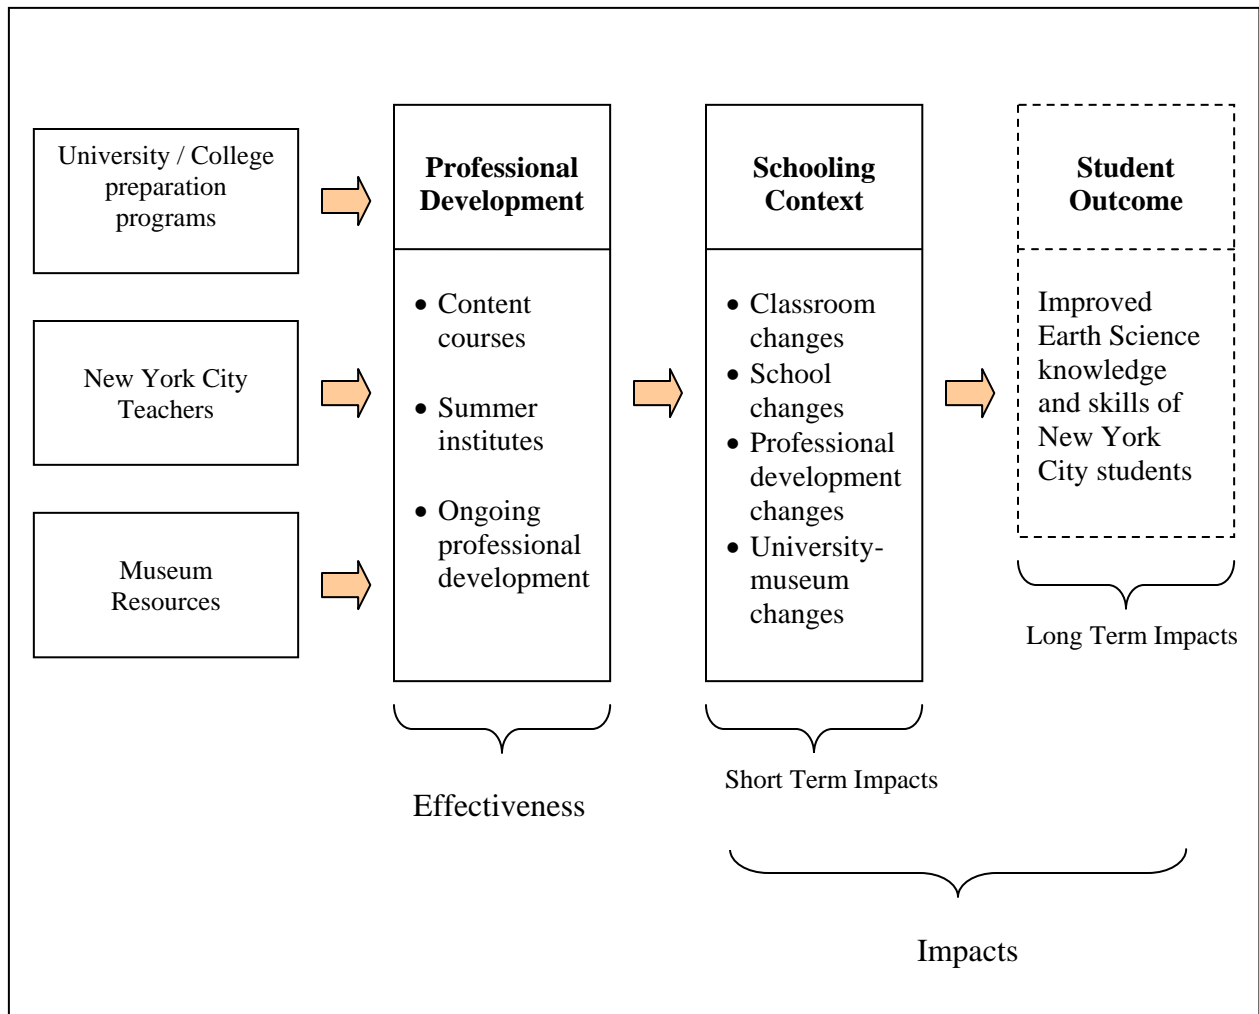 University / College
preparation
programs
New York City
Teachers
Museum
Resources
Professional
Development
• Content
courses
• Summer
institutes
• Ongoing
professional
development
Effectiveness
Schooling
Context
• Classroom
changes
• School
changes
• Professional
development
changes
• University-
museum
changes
Short Term Impacts
Student
Outcome
Improved
Earth Science
knowledge
and skills of
New York
City students
Long Term Impacts
Impacts